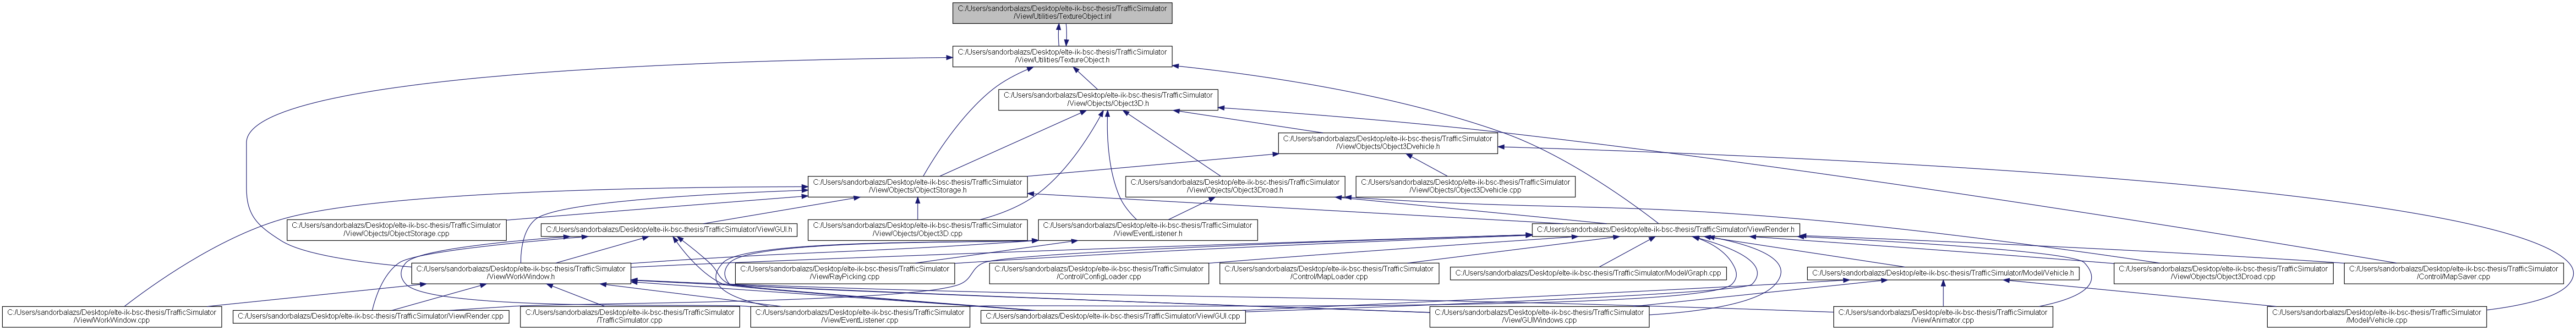 C:/Users/sandorbalazs/Desktop/elte-ik-bsc-thesis/TrafficSimulator
/View/Utilities/TextureObject.inl
C:/Users/sandorbalazs/Desktop/elte-ik-bsc-thesis/TrafficSimulator
/View/Utilities/TextureObject.h
C:/Users/sandorbalazs/Desktop/elte-ik-bsc-thesis/TrafficSimulator
/View/Objects/Object3D.h
C:/Users/sandorbalazs/Desktop/elte-ik-bsc-thesis/TrafficSimulator
/View/Objects/Object3Dvehicle.h
C:/Users/sandorbalazs/Desktop/elte-ik-bsc-thesis/TrafficSimulator
/View/Objects/ObjectStorage.h
C:/Users/sandorbalazs/Desktop/elte-ik-bsc-thesis/TrafficSimulator
/View/Objects/Object3Droad.h
C:/Users/sandorbalazs/Desktop/elte-ik-bsc-thesis/TrafficSimulator
/View/Objects/Object3Dvehicle.cpp
C:/Users/sandorbalazs/Desktop/elte-ik-bsc-thesis/TrafficSimulator
/View/Objects/ObjectStorage.cpp
C:/Users/sandorbalazs/Desktop/elte-ik-bsc-thesis/TrafficSimulator/View/GUI.h
C:/Users/sandorbalazs/Desktop/elte-ik-bsc-thesis/TrafficSimulator
/View/Objects/Object3D.cpp
C:/Users/sandorbalazs/Desktop/elte-ik-bsc-thesis/TrafficSimulator
/View/EventListener.h
C:/Users/sandorbalazs/Desktop/elte-ik-bsc-thesis/TrafficSimulator/View/Render.h
C:/Users/sandorbalazs/Desktop/elte-ik-bsc-thesis/TrafficSimulator
/View/WorkWindow.h
C:/Users/sandorbalazs/Desktop/elte-ik-bsc-thesis/TrafficSimulator
/View/RayPicking.cpp
C:/Users/sandorbalazs/Desktop/elte-ik-bsc-thesis/TrafficSimulator
/Control/ConfigLoader.cpp
C:/Users/sandorbalazs/Desktop/elte-ik-bsc-thesis/TrafficSimulator
/Control/MapLoader.cpp
C:/Users/sandorbalazs/Desktop/elte-ik-bsc-thesis/TrafficSimulator/Model/Graph.cpp
C:/Users/sandorbalazs/Desktop/elte-ik-bsc-thesis/TrafficSimulator/Model/Vehicle.h
C:/Users/sandorbalazs/Desktop/elte-ik-bsc-thesis/TrafficSimulator
/View/Objects/Object3Droad.cpp
C:/Users/sandorbalazs/Desktop/elte-ik-bsc-thesis/TrafficSimulator
/Control/MapSaver.cpp
C:/Users/sandorbalazs/Desktop/elte-ik-bsc-thesis/TrafficSimulator
/View/WorkWindow.cpp
C:/Users/sandorbalazs/Desktop/elte-ik-bsc-thesis/TrafficSimulator/View/Render.cpp
C:/Users/sandorbalazs/Desktop/elte-ik-bsc-thesis/TrafficSimulator
/TrafficSimulator.cpp
C:/Users/sandorbalazs/Desktop/elte-ik-bsc-thesis/TrafficSimulator
/View/EventListener.cpp
C:/Users/sandorbalazs/Desktop/elte-ik-bsc-thesis/TrafficSimulator/View/GUI.cpp
C:/Users/sandorbalazs/Desktop/elte-ik-bsc-thesis/TrafficSimulator
/View/GUIWindows.cpp
C:/Users/sandorbalazs/Desktop/elte-ik-bsc-thesis/TrafficSimulator
/View/Animator.cpp
C:/Users/sandorbalazs/Desktop/elte-ik-bsc-thesis/TrafficSimulator
/Model/Vehicle.cpp